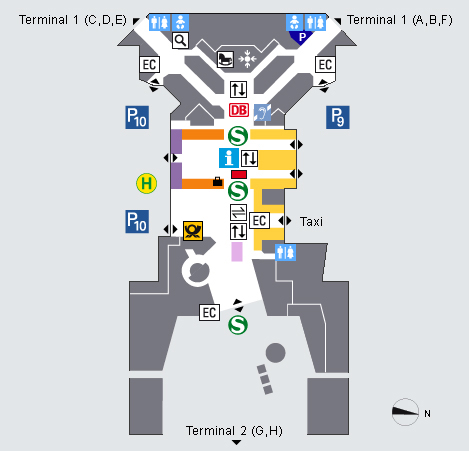 Terminal 1 (C,D,E)
Terminal 1 (A,B,F)
P
EC
EC
DB
P10
P9
S
i
H
S
P10
EC
Taxi
EC
S
N
Terminal 2 (G,H)